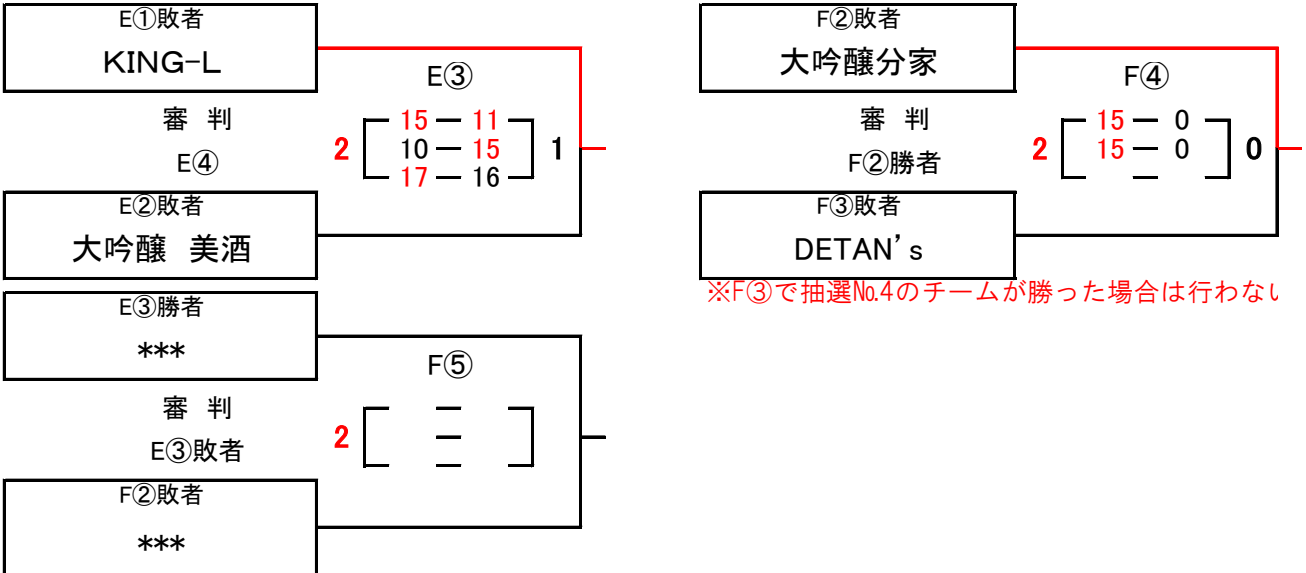 E①敗者
KING-L
審 判
E④
E②敗者
大吟醸 美酒
E③
2 15 — 11 1
10 — 15
17 — 16
F②敗者
大吟醸分家
審 判
F②勝者
F③敗者
DETAN's
F④
2 15 — 0 0
15 — 0
—
※F③で抽選№4のチームが勝った場合は行わない
E③勝者
***
審 判
E③敗者
F②敗者
***
F⑤
—
2 —
—